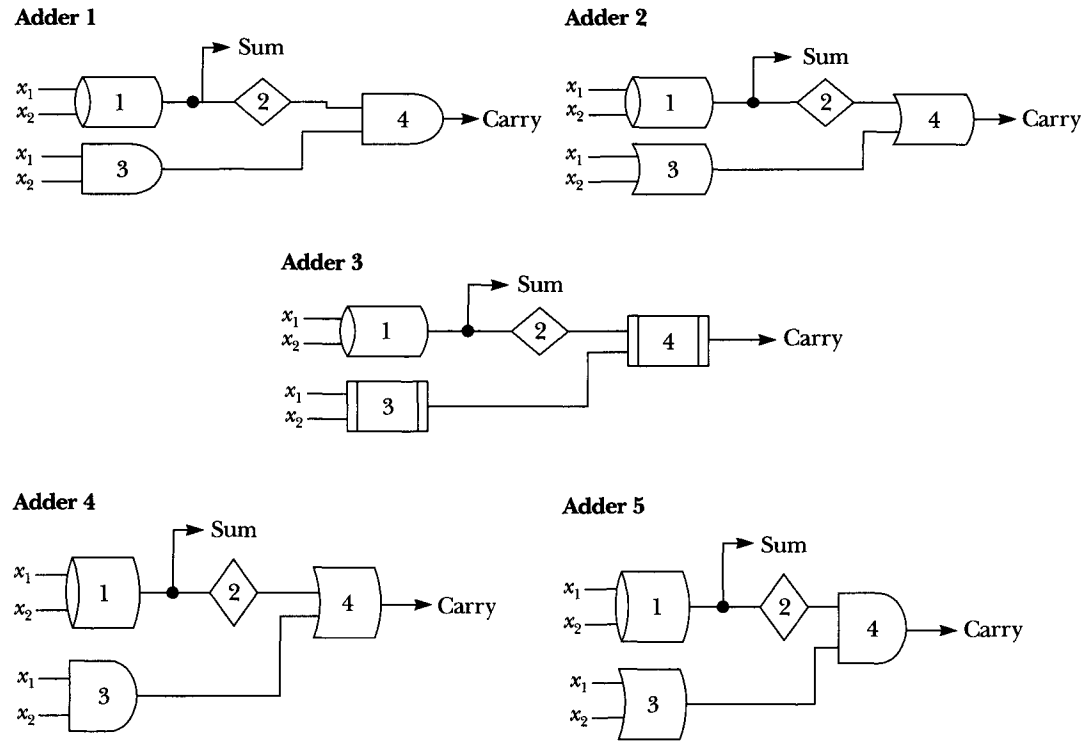 Adder 1
Sum
x₁
x₂
1
2
4
Carry
x₁
x₂
3
Adder 2
Sum
x₁
x₂
1
2
4
Carry
x₁
x₂
3
Adder 3
Sum
x₁
x₂
1
2
4
Carry
x₁
x₂
3
Adder 4
Sum
x₁
x₂
1
2
4
Carry
x₁
x₂
3
Adder 5
Sum
x₁
x₂
1
2
4
Carry
x₁
x₂
3